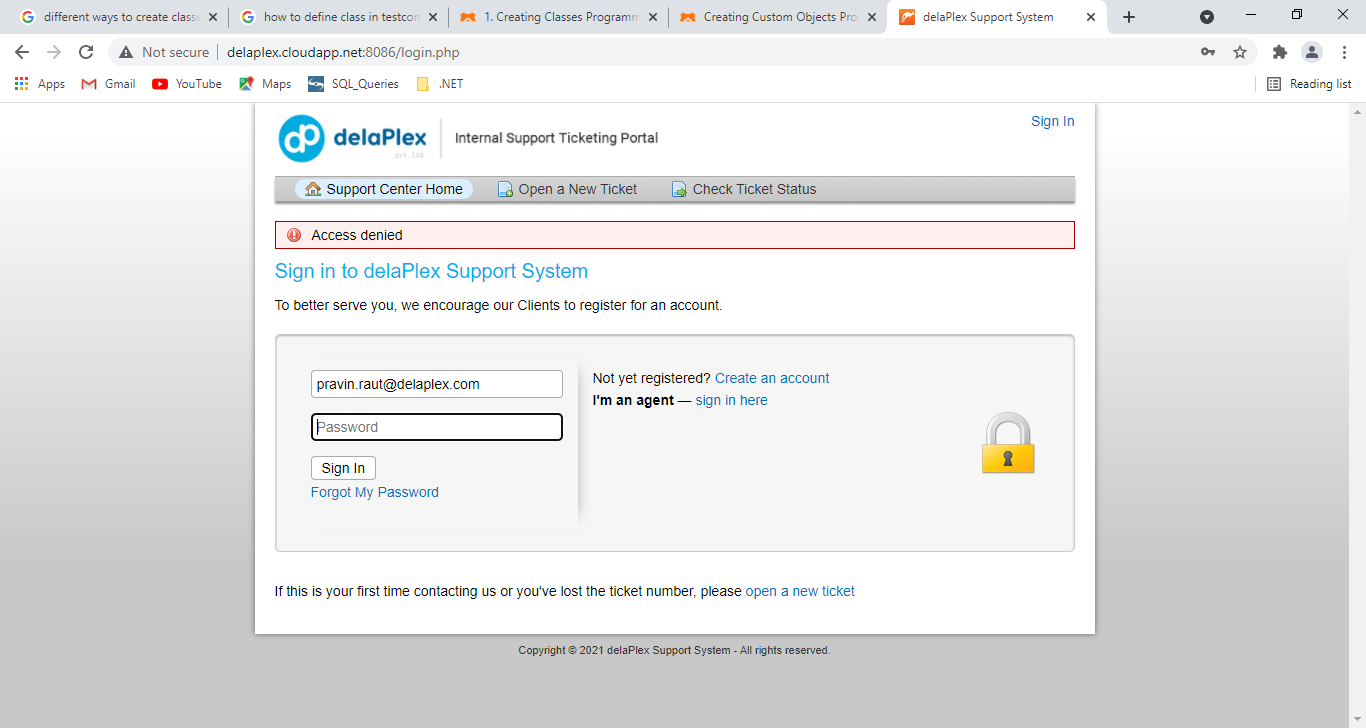 different ways to create classe
how to define class in testcom
1. Creating Classes Programm
Creating Custom Objects Pro
delaPlex Support System
Not secure
delaplex.cloudapp.net:8086/login.php
Apps
Gmail
YouTube
Maps
SQL_Queries
.NET
Reading list
dp delaPlex
pvt.ltd.
Internal Support Ticketing Portal
Sign In
Support Center Home
Open a New Ticket
Check Ticket Status
Access denied
Sign in to delaPlex Support System
To better serve you, we encourage our Clients to register for an account.
pravin.raut@delaplex.com
Password
Sign In
Forgot My Password
Not yet registered? Create an account
I'm an agent — sign in here
If this is your first time contacting us or you've lost the ticket number, please open a new ticket
Copyright © 2021 delaPlex Support System - All rights reserved.